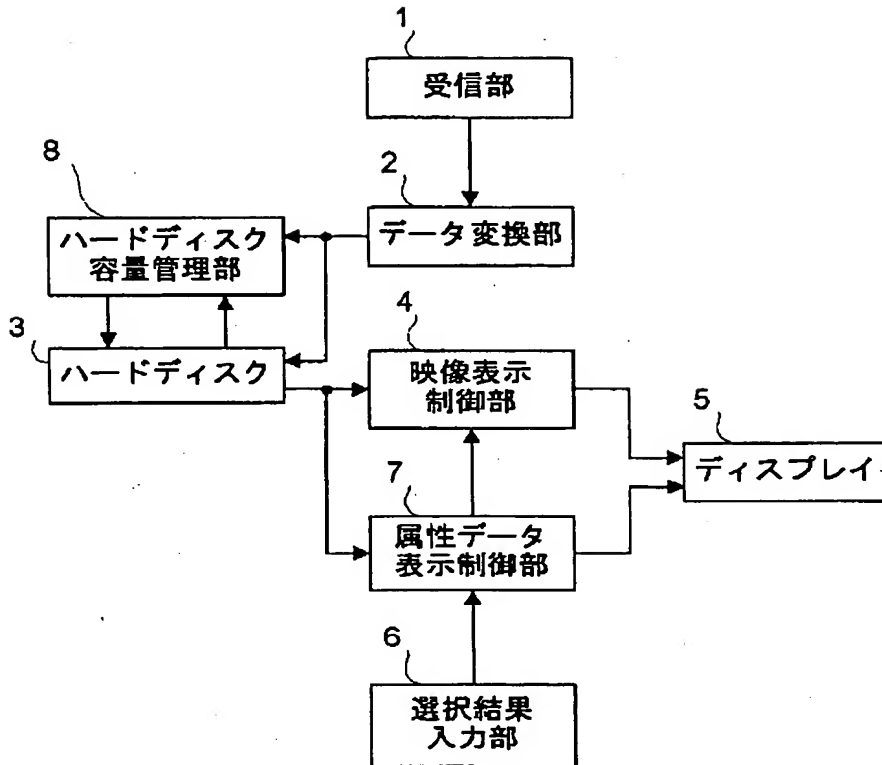 1
受信部
8
2
ハードディスク
容量管理部
データ変換部
3
4
ハードディスク
映像表示
制御部
5
ディスプレイ
7
属性データ
表示制御部
6
選択結果
入力部